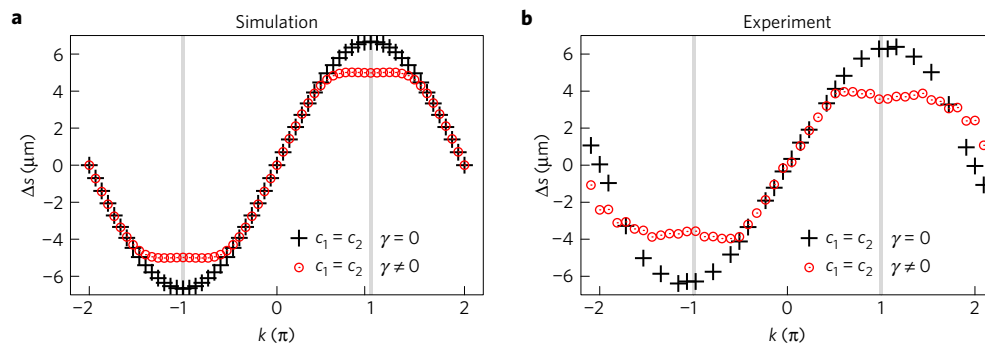 a
Simulation
6
4
2
0
−2
−4
−6
Δs (μm)
c₁ = c₂ γ = 0
c₁ = c₂ γ ≠ 0
−2
−1
0
1
2
k (π)
b
Experiment
6
4
2
0
−2
−4
−6
Δs (μm)
c₁ = c₂ γ = 0
c₁ = c₂ γ ≠ 0
−2
−1
0
1
2
k (π)